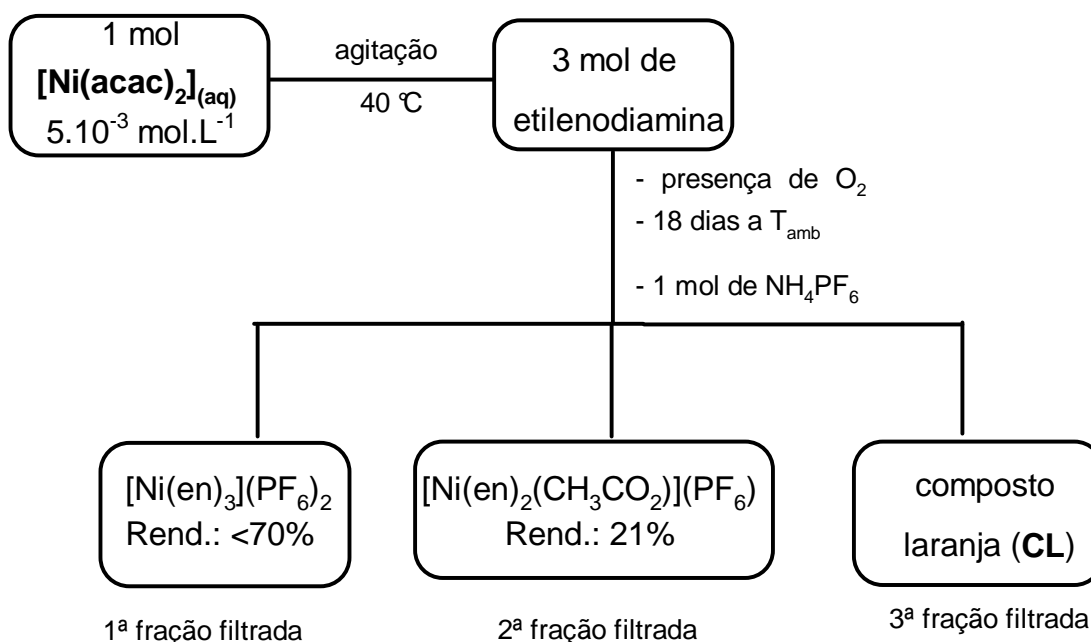 1 mol
[Ni(acac)₂](aq)
5.10⁻³ mol.L⁻¹
agitação
40 °C
3 mol de
etilenodiamina
- presença de O₂
- 18 dias a Tamb
- 1 mol de NH₄PF₆
[Ni(en)₃](PF₆)₂
Rend.: <70%
[Ni(en)₂(CH₃CO₂)](PF₆)
Rend.: 21%
composto
laranja (CL)
1ª fração filtrada
2ª fração filtrada
3ª fração filtrada